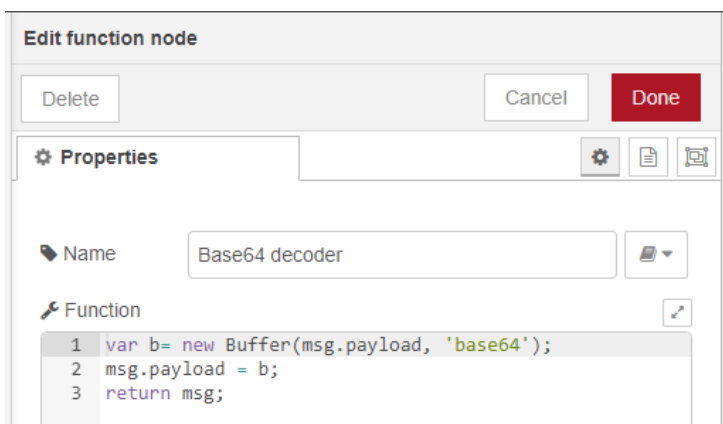 Edit function node
Delete Cancel Done
Properties
Name Base64 decoder
Function
1 var b= new Buffer(msg.payload, 'base64');
2 msg.payload = b;
3 return msg;